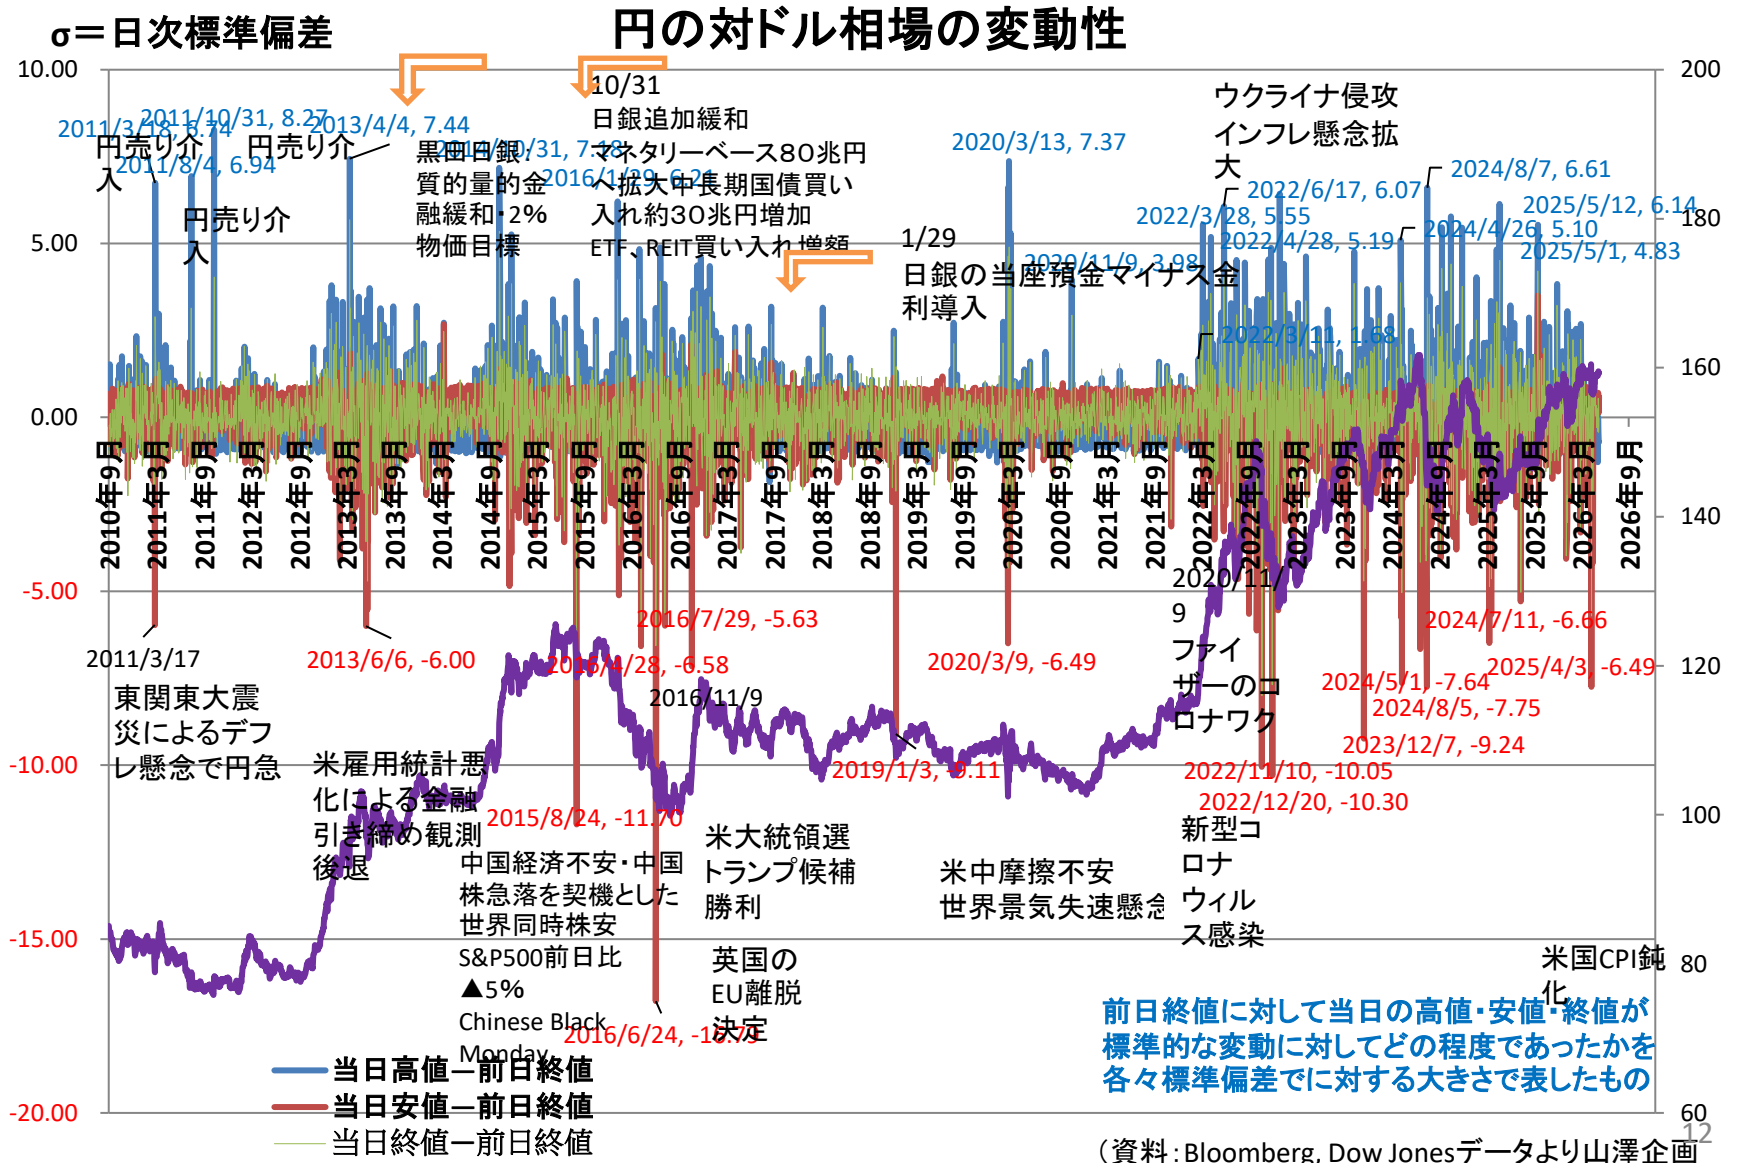 σ＝日次標準偏差
円の対ドル相場の変動性
10.00
5.00
0.00
-5.00
-10.00
-15.00
-20.00
200
180
160
140
120
100
80
60
2011/3/18, 6.74
2011/10/31, 8.27
2011/8/4, 6.94
円売り介
入
円売り介
入
円売り介
2013/4/4, 7.44
2014/10/31, 7.18
2016/1/29, 6.21
黒田日銀:
質的量的金
融緩和・2%
物価目標
10/31
日銀追加緩和
マネタリーベース８０兆円
へ拡大中長期国債買い
入れ約３０兆円増加
ETF、REIT買い入れ増額
1/29
日銀の当座預金マイナス金
利導入
2020/3/13, 7.37
2020/11/9, 3.98
ウクライナ侵攻
インフレ懸念拡
大
2022/3/28, 5.55
2022/6/17, 6.07
2022/4/28, 5.19
2022/3/11, 1.68
2024/8/7, 6.61
2024/4/26, 5.10
2025/5/12, 6.14
2025/5/1, 4.83
2010年9月
2011年3月
2011年9月
2012年3月
2012年9月
2013年3月
2013年9月
2014年3月
2014年9月
2015年3月
2015年9月
2016年3月
2016年9月
2017年3月
2017年9月
2018年3月
2018年9月
2019年3月
2019年9月
2020年3月
2020年9月
2021年3月
2021年9月
2022年3月
2022年9月
2023年3月
2023年9月
2024年3月
2024年9月
2025年3月
2025年9月
2026年3月
2026年9月
2011/3/17
東関東大震
災によるデフ
レ懸念で円急
2013/6/6, -6.00
米雇用統計悪
化による金融
引き締め観測
後退
2015/8/24, -11.70
中国経済不安・中国
株急落を契機とした
世界同時株安
S&P500前日比
▲5%
Chinese Black
Monday
2016/7/29, -5.63
2016/4/28, -6.58
2016/11/9
米大統領選
トランプ候補
勝利
英国の
EU離脱
決定
2016/6/24, -16.79
2019/1/3, -9.11
米中摩擦不安
世界景気失速懸念
2020/3/9, -6.49
2020/11/
9
ファイ
ザーのコ
ロナワク
新型コ
ロナ
ウィル
ス感染
2022/11/10, -10.05
2022/12/20, -10.30
2023/12/7, -9.24
2024/5/1, -7.64
2024/8/5, -7.75
2024/7/11, -6.66
2025/4/3, -6.49
米国CPI鈍
化
前日終値に対して当日の高値・安値・終値が
標準的な変動に対してどの程度であったかを
各々標準偏差でに対する大きさで表したもの
当日高値－前日終値
当日安値－前日終値
当日終値－前日終値
（資料:Bloomberg, Dow Jonesデータより山澤企画
12